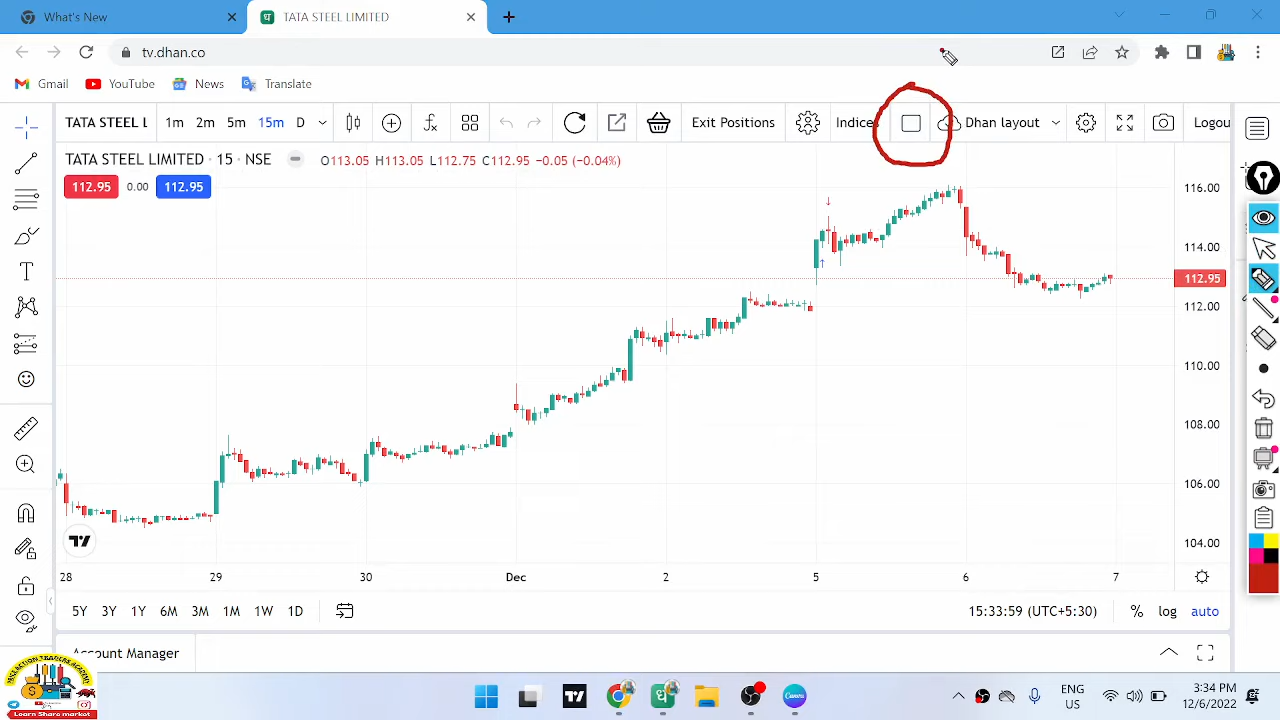 What's New
TATA STEEL LIMITED
tv.dhan.co
Gmail YouTube News Translate
TATA STEEL L 1m 2m 5m 15m D Exit Positions Indices Dhan layout Logou
TATA STEEL LIMITED · 15 · NSE O113.05 H113.05 L112.75 C112.95 −0.05 (−0.04%)
112.95 0.00 112.95
116.00
114.00
112.95
112.00
110.00
108.00
106.00
104.00
28 29 30 Dec 2 5 6 7
5Y 3Y 1Y 6M 3M 1M 1W 1D 15:33:59 (UTC+5:30) % log auto
Account Manager
Learn Share market
ENG
US
3:34 PM
12/6/2022